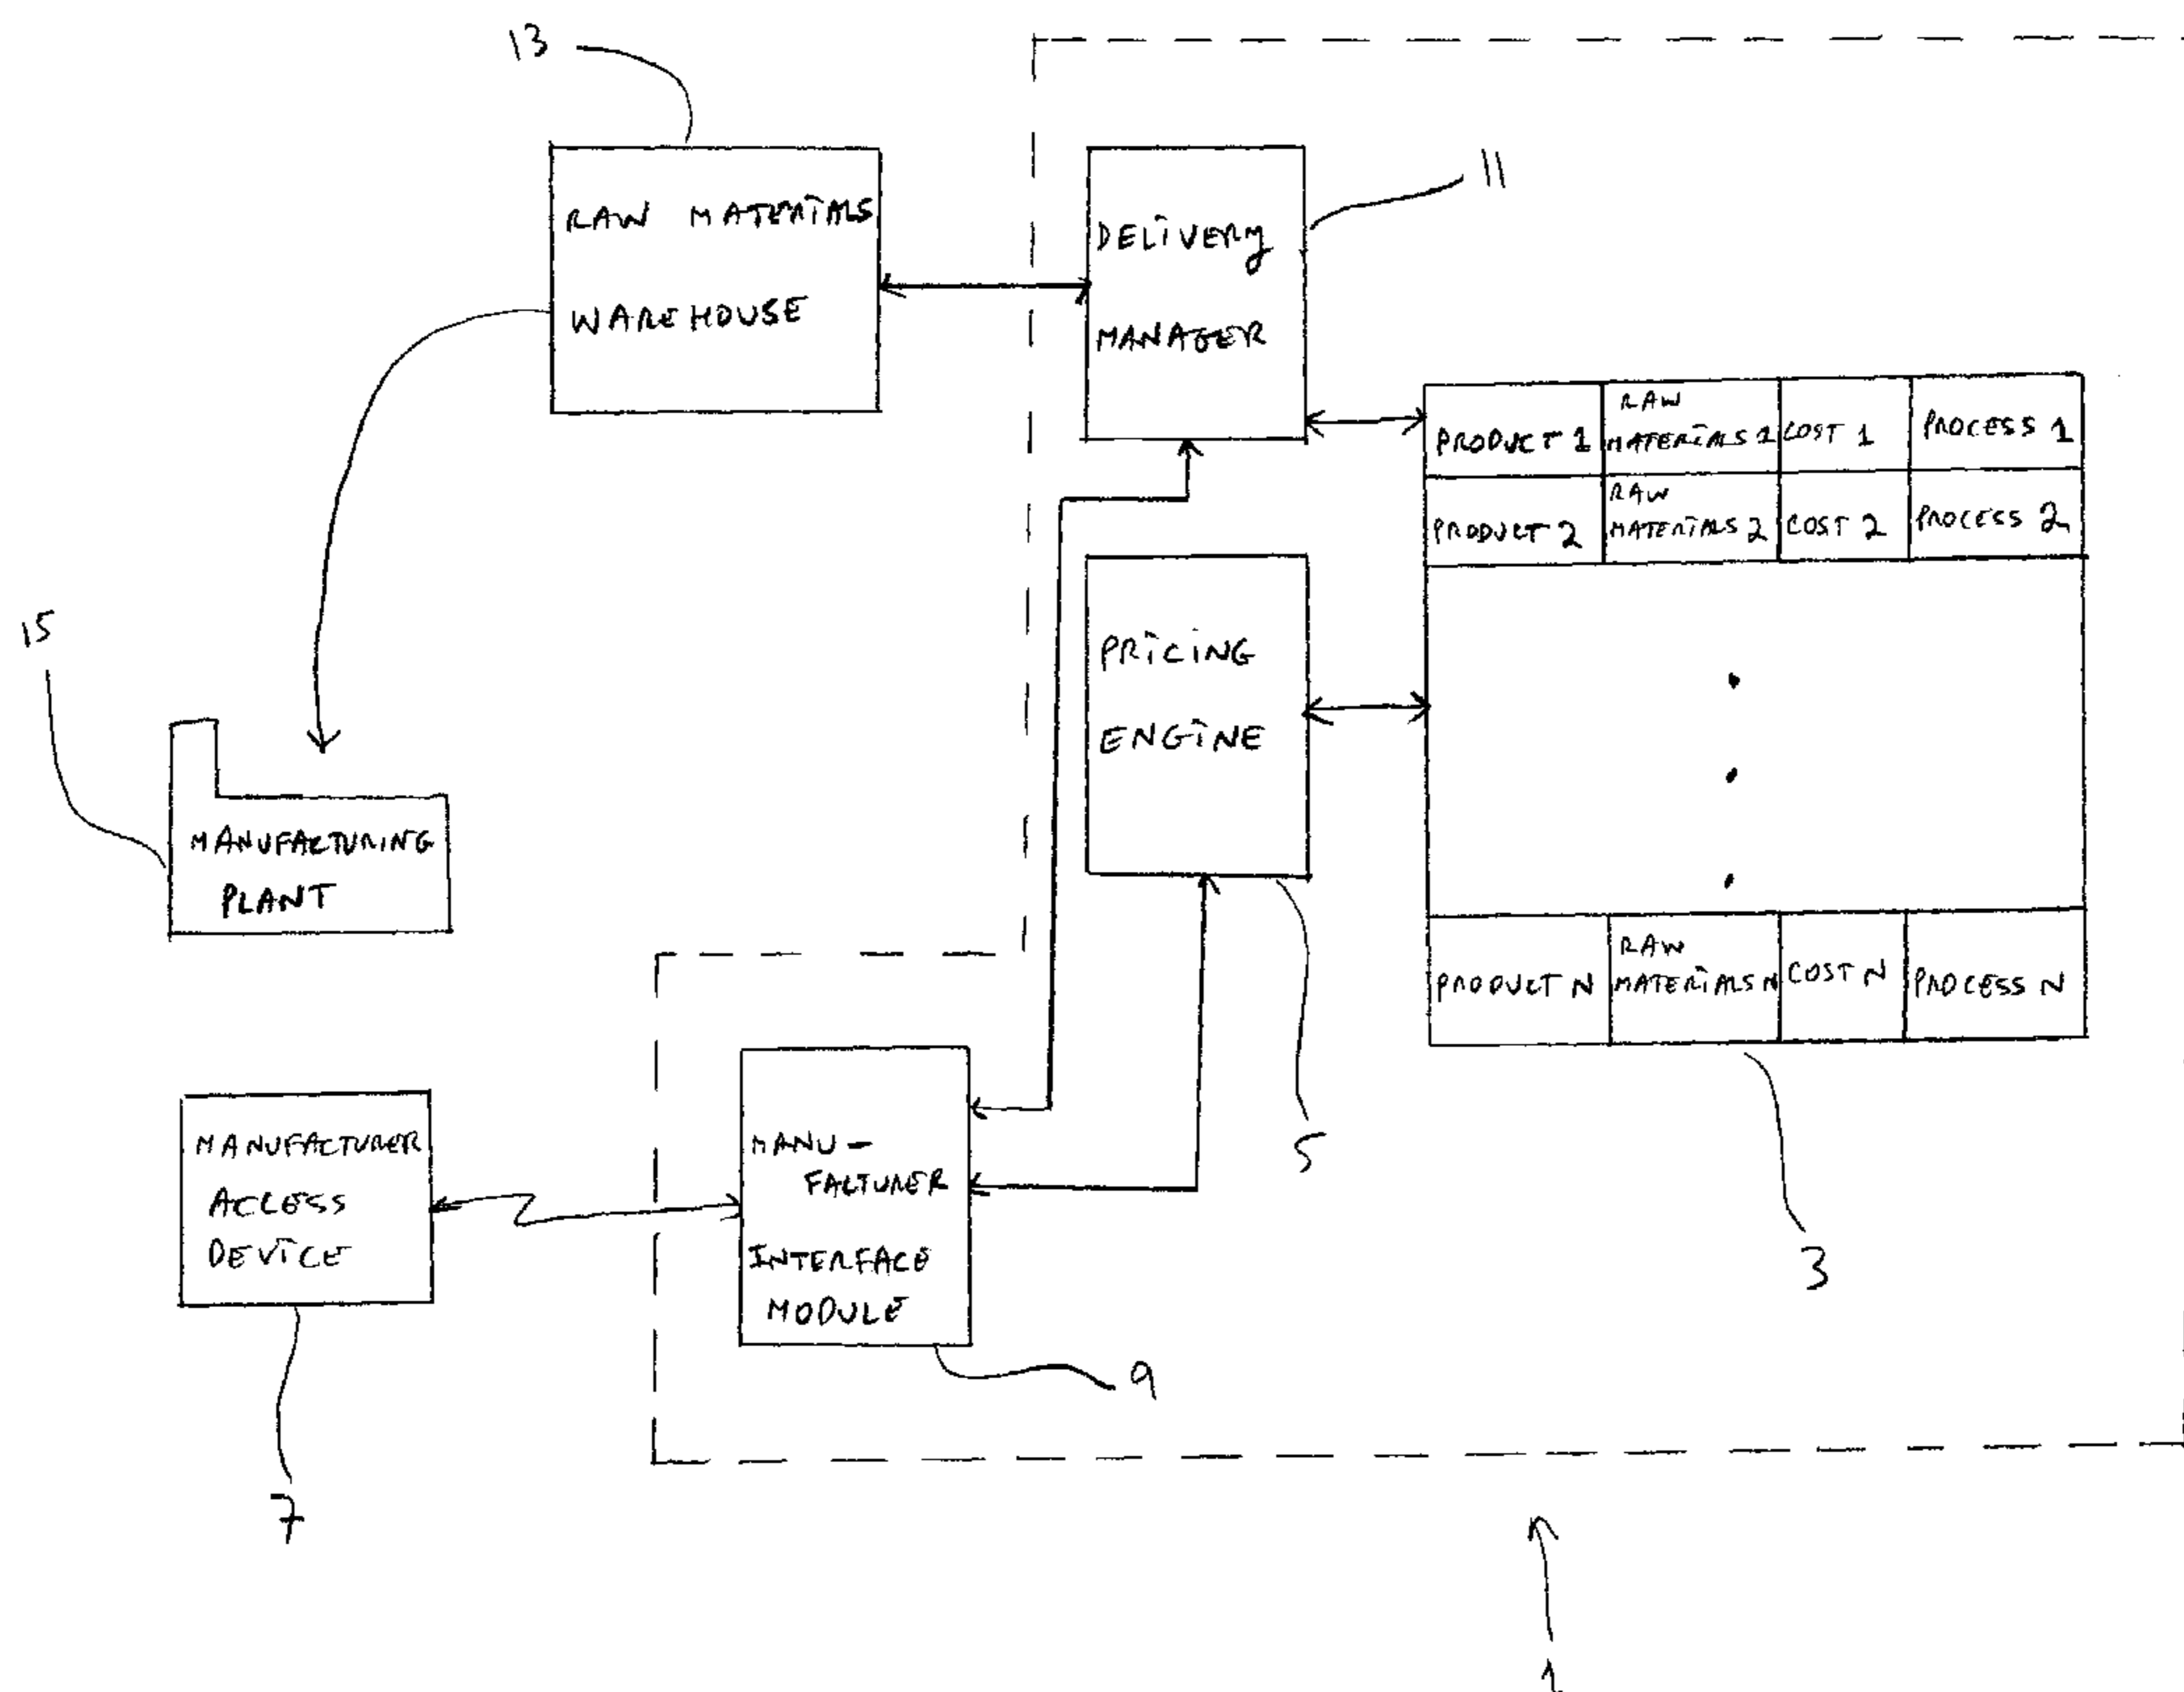 13
11
RAW MATERIALS
WAREHOUSE
DELIVERY
MANAGER
PRODUCT 1
RAW
MATERIALS 1
COST 1
PROCESS 1
PRODUCT 2
RAW
MATERIALS 2
COST 2
PROCESS 2
15
PRICING
ENGINE
MANUFACTURING
PLANT
PRODUCT N
RAW
MATERIALS N
COST N
PROCESS N
MANUFACTURER
ACCESS
DEVICE
MANU-
FACTURER
INTERFACE
MODULE
5
3
9
7
1